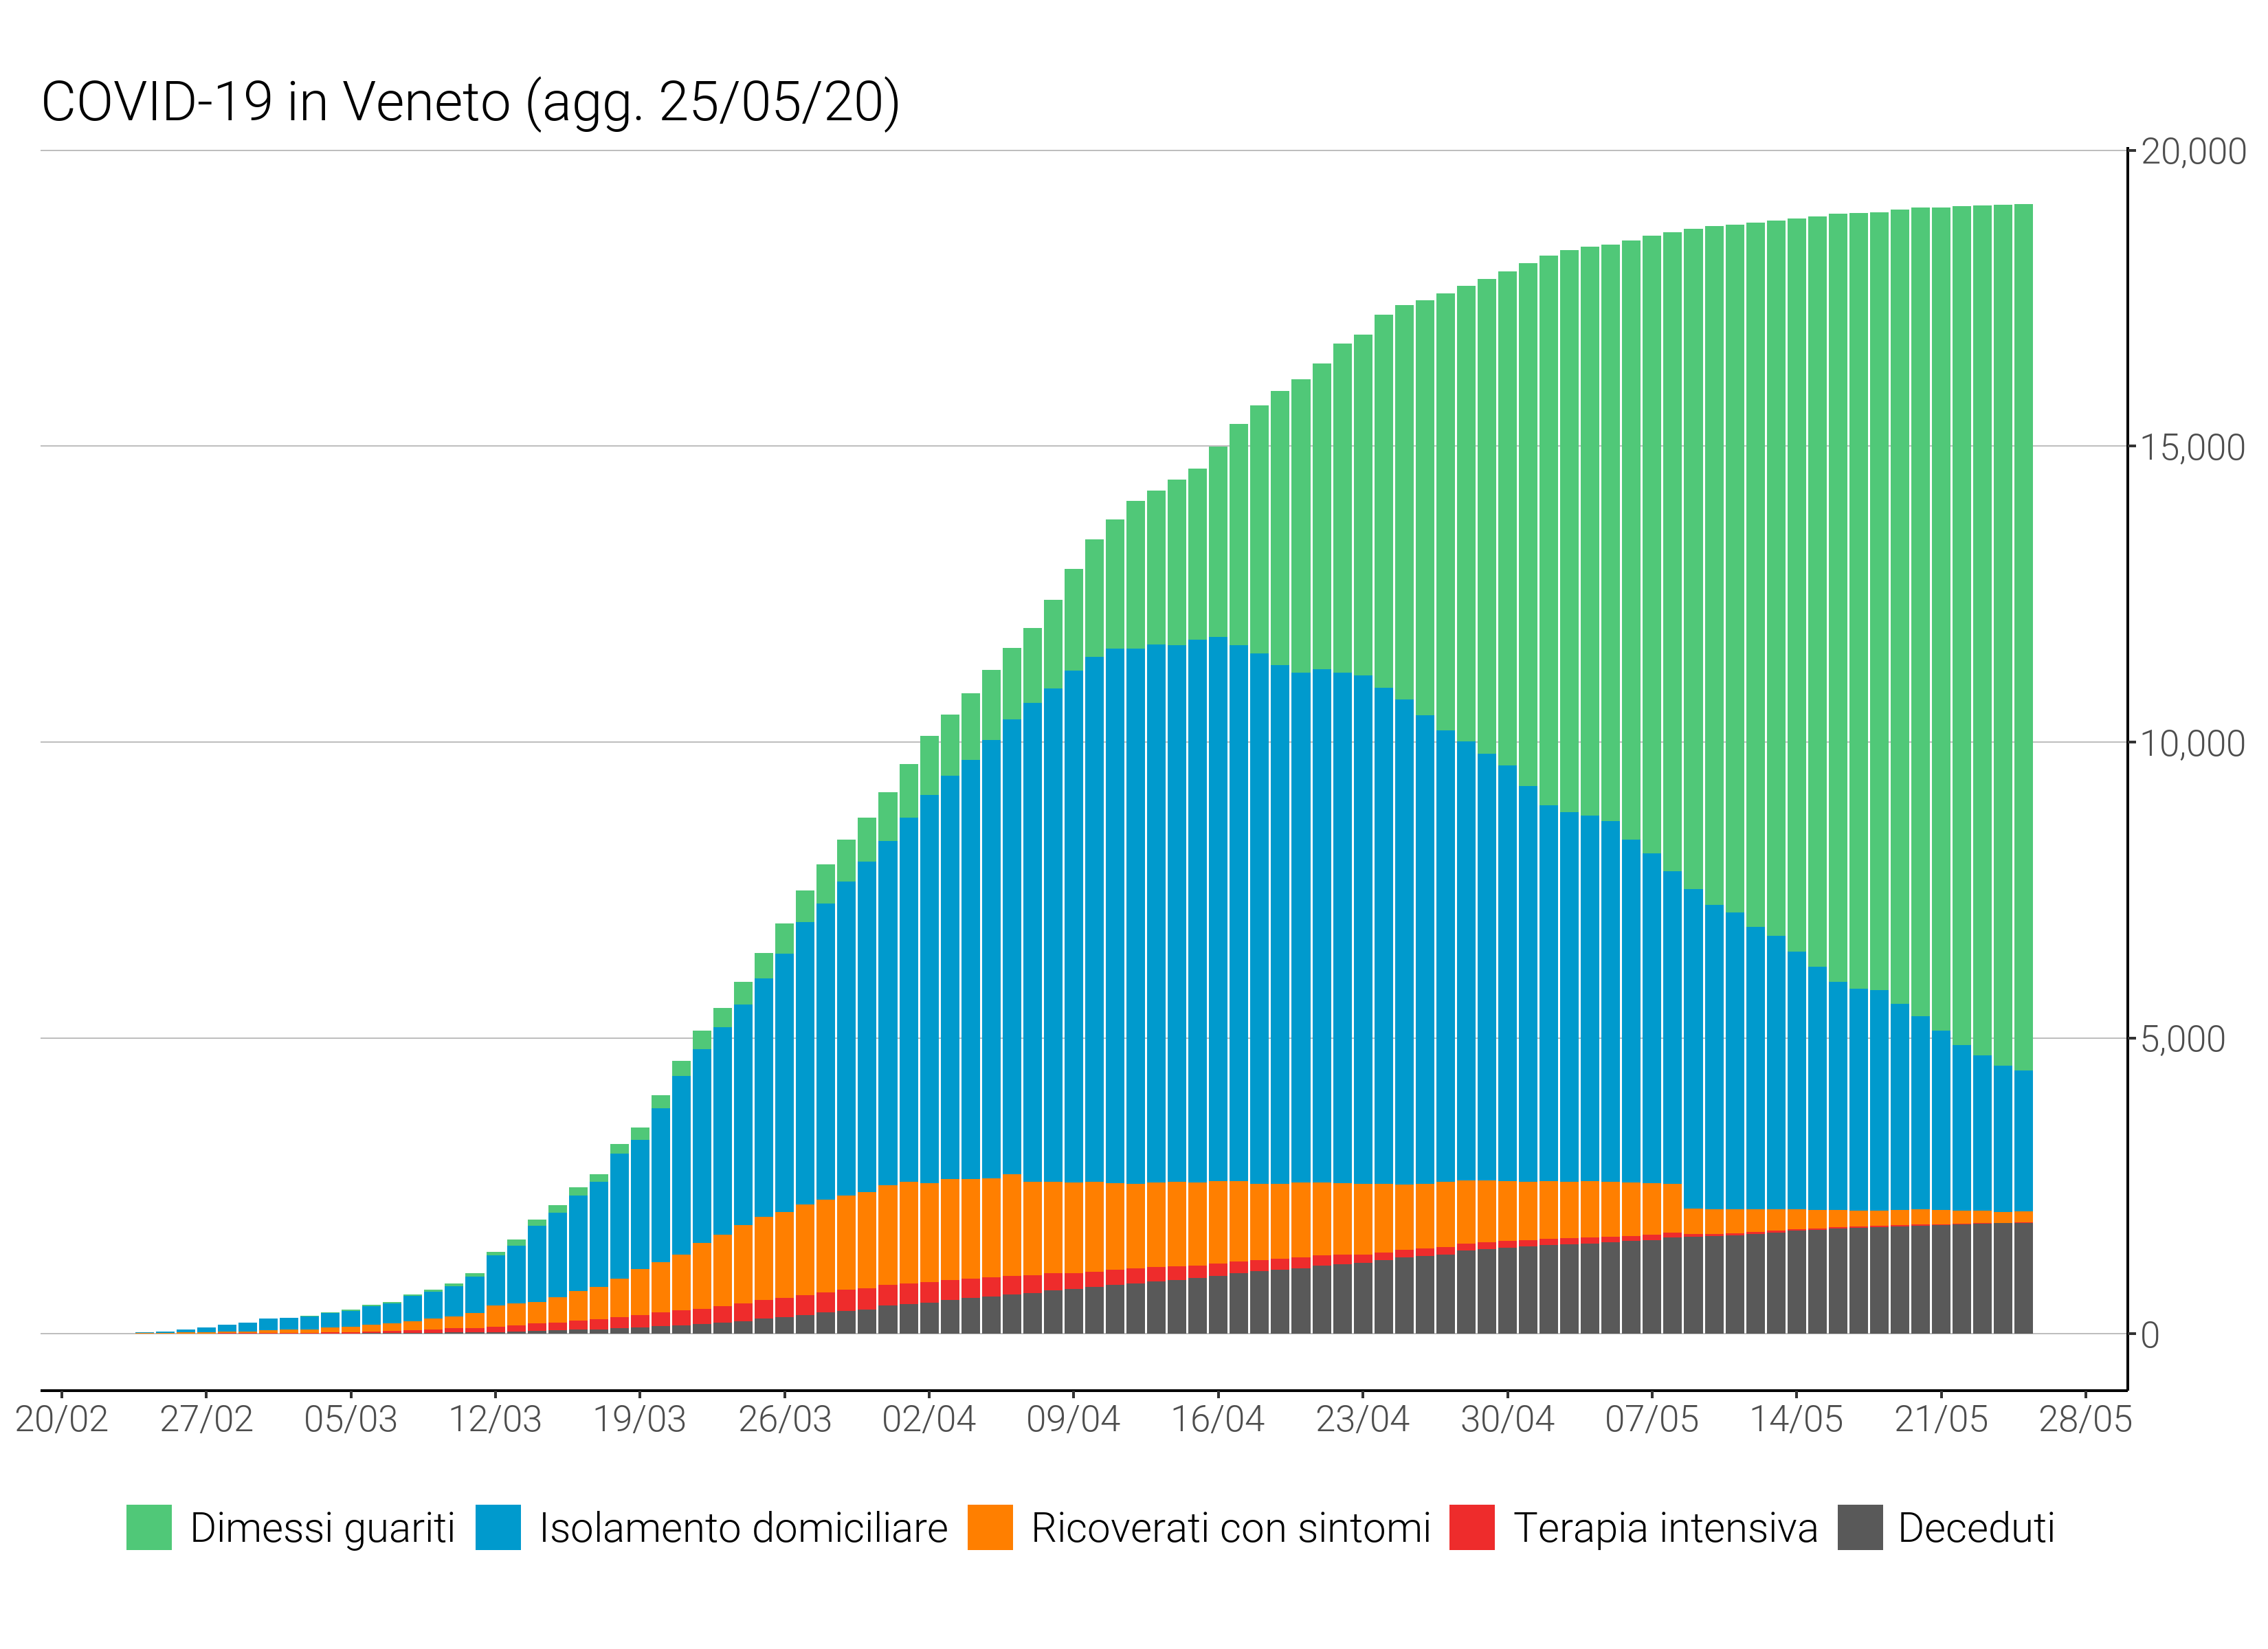 COVID-19 in Veneto (agg. 25/05/20)
20,000
15,000
10,000
5,000
0
20/02 27/02 05/03 12/03 19/03 26/03 02/04 09/04 16/04 23/04 30/04 07/05 14/05 21/05 28/05
Dimessi guariti Isolamento domiciliare Ricoverati con sintomi Terapia intensiva Deceduti